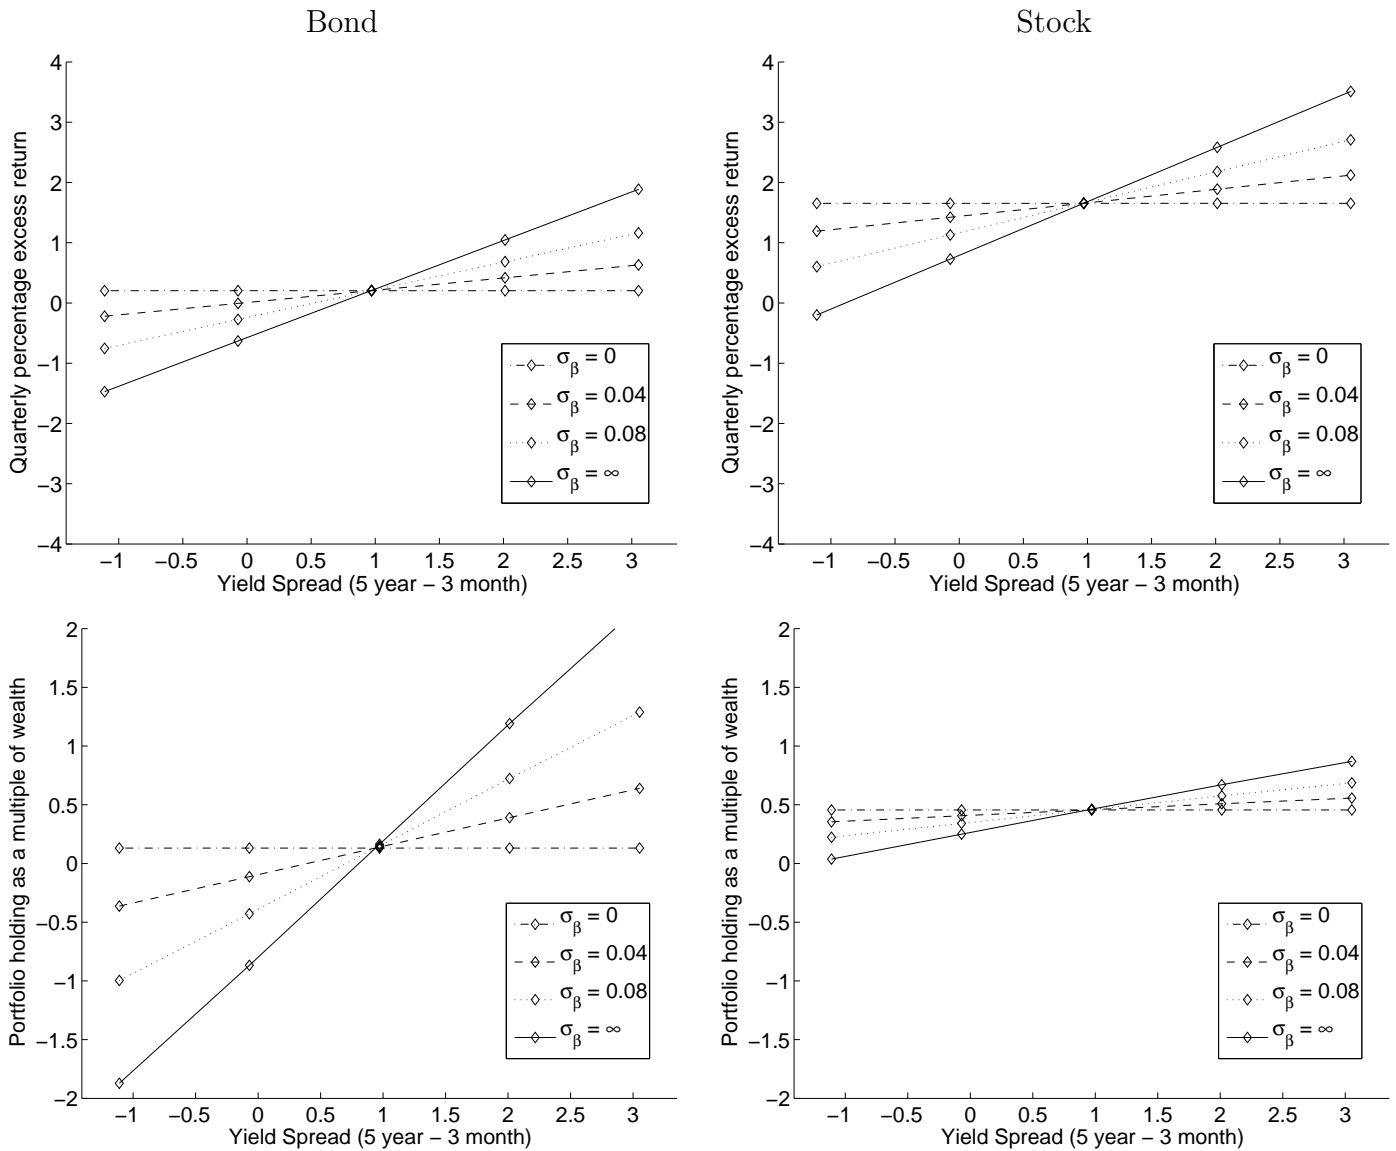 Bond
Stock
4
3
2
1
0
−1
−2
−3
−4
Quarterly percentage excess return
−1 −0.5 0 0.5 1 1.5 2 2.5 3
Yield Spread (5 year − 3 month)
σβ = 0
σβ = 0.04
σβ = 0.08
σβ = ∞
4
3
2
1
0
−1
−2
−3
−4
Quarterly percentage excess return
−1 −0.5 0 0.5 1 1.5 2 2.5 3
Yield Spread (5 year − 3 month)
σβ = 0
σβ = 0.04
σβ = 0.08
σβ = ∞
2
1.5
1
0.5
0
−0.5
−1
−1.5
−2
Portfolio holding as a multiple of wealth
−1 −0.5 0 0.5 1 1.5 2 2.5 3
Yield Spread (5 year − 3 month)
σβ = 0
σβ = 0.04
σβ = 0.08
σβ = ∞
2
1.5
1
0.5
0
−0.5
−1
−1.5
−2
Portfolio holding as a multiple of wealth
−1 −0.5 0 0.5 1 1.5 2 2.5 3
Yield Spread (5 year − 3 month)
σβ = 0
σβ = 0.04
σβ = 0.08
σβ = ∞